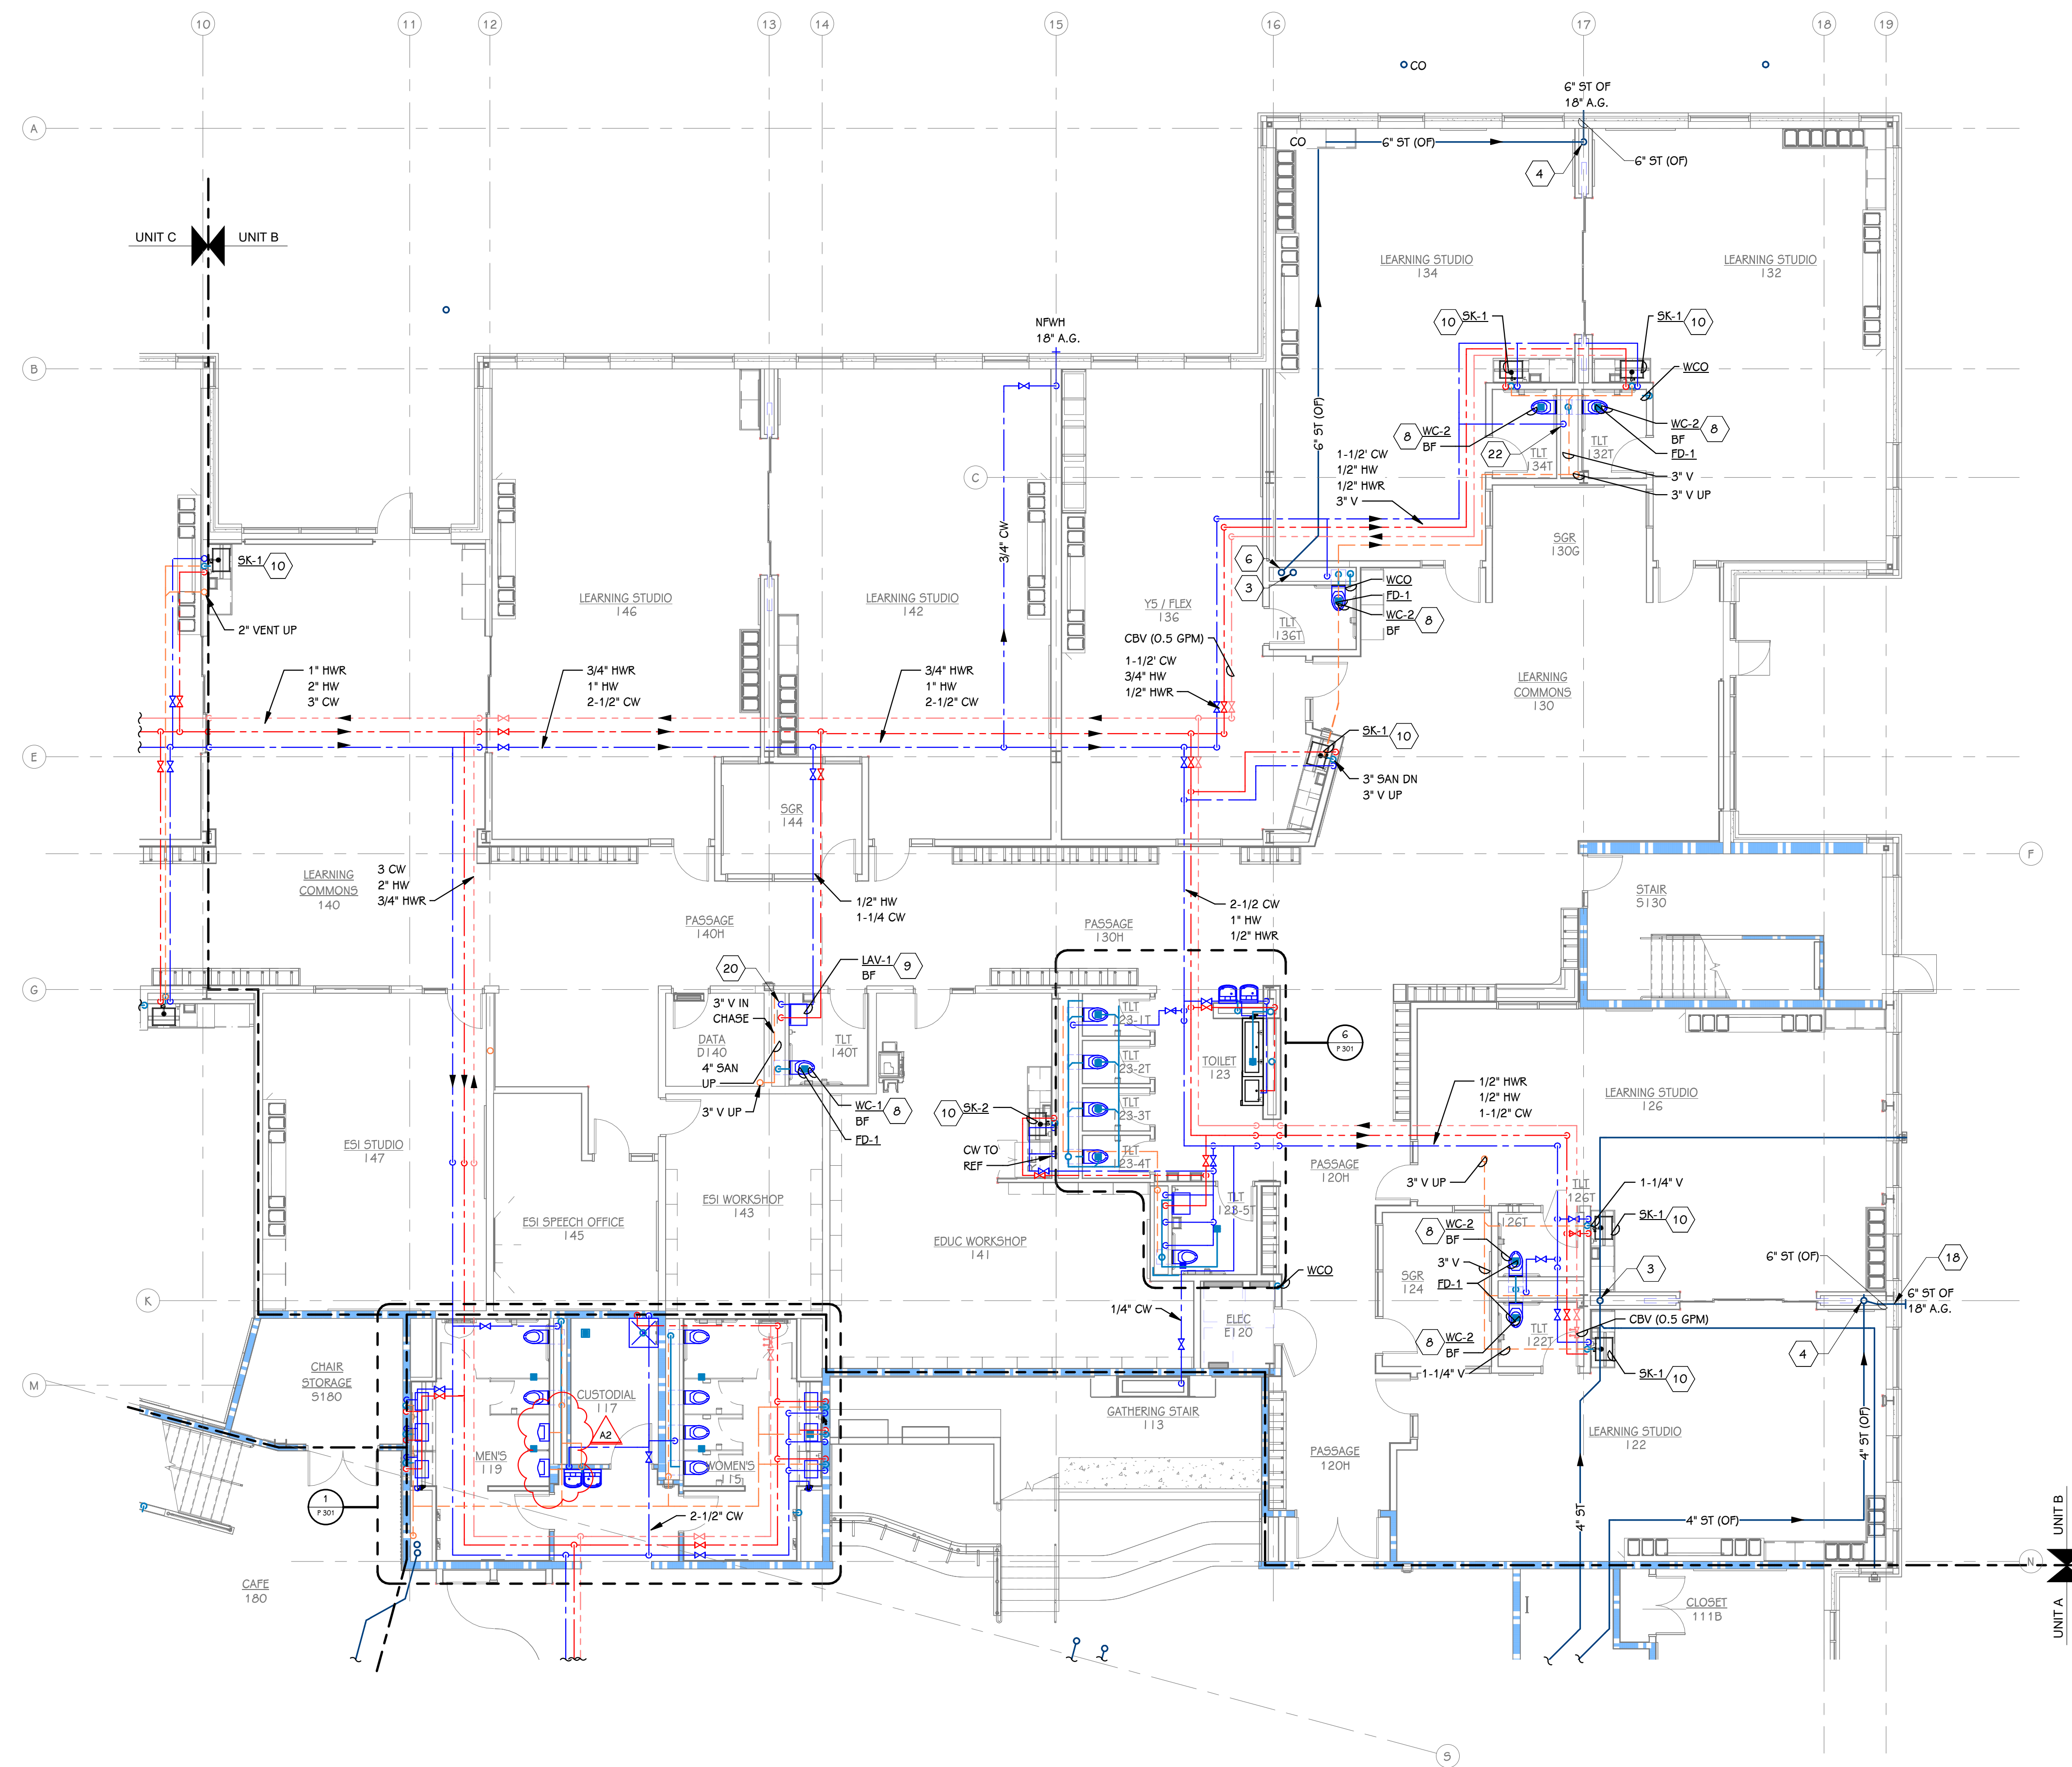 10
11
12
13
14
15
16
17
18
19
CO
6" ST OF
18" A.G.
A
CO
6" ST (OF)
6" ST (OF)
4
UNIT C
UNIT B
LEARNING STUDIO
134
LEARNING STUDIO
132
NFWH
18" A.G.
10
SK-1
SK-1
10
B
WCO
6" ST (OF)
8
WC-2
BF
WC-2
8
BF
FD-1
22
TLT
134T
TLT
132T
1-1/2' CW
1/2" HW
1/2" HWR
3" V
C
3" V
3" V UP
3/4" CW
SGR
130G
SK-1
10
6
3
WCO
FD-1
WC-2
8
BF
LEARNING STUDIO
146
LEARNING STUDIO
142
Y5 / FLEX
136
TLT
136T
2" VENT UP
CBV (0.5 GPM)
1-1/2' CW
3/4" HW
1/2" HWR
1" HWR
2" HW
3" CW
3/4" HWR
1" HW
2-1/2" CW
3/4" HWR
1" HW
2-1/2" CW
LEARNING
COMMONS
130
SK-1
10
E
3" SAN DN
3" V UP
SGR
144
F
LEARNING
COMMONS
140
3 CW
2" HW
3/4" HWR
1/2" HW
1-1/4 CW
STAIR
S130
PASSAGE
140H
PASSAGE
130H
2-1/2 CW
1" HW
1/2" HWR
G
20
LAV-1
9
BF
3" V IN
CHASE
4" SAN
UP
DATA
D140
TLT
140T
3" V UP
WC-1
8
BF
FD-1
TLT
123-1T
TLT
123-2T
TLT
123-3T
TLT
123-4T
TOILET
123
6
P 301
10
SK-2
CW TO
REF
1/2" HWR
1/2" HW
1-1/2" CW
LEARNING STUDIO
126
ESI STUDIO
147
PASSAGE
120H
3" V UP
TLT
126T
126T
1-1/4" V
SK-1
10
TLT
123-5T
ESI SPEECH OFFICE
145
ESI WORKSHOP
143
EDUC WORKSHOP
141
8
WC-2
BF
3" V
FD-1
SGR
124
3
6" ST (OF)
18
6" ST OF
18" A.G.
WCO
K
1/4" CW
ELEC
E120
8
WC-2
BF
TLT
122T
CBV (0.5 GPM)
1-1/4" V
SK-1
10
4
M
CHAIR
STORAGE
S180
CUSTODIAL
117
A2
MEN'S
119
WOMEN'S
115
GATHERING STAIR
113
PASSAGE
120H
LEARNING STUDIO
122
4" ST (OF)
1
P 301
2-1/2" CW
4" ST
4" ST (OF)
UNIT B
N
UNIT A
CAFE
180
CLOSET
111B
S